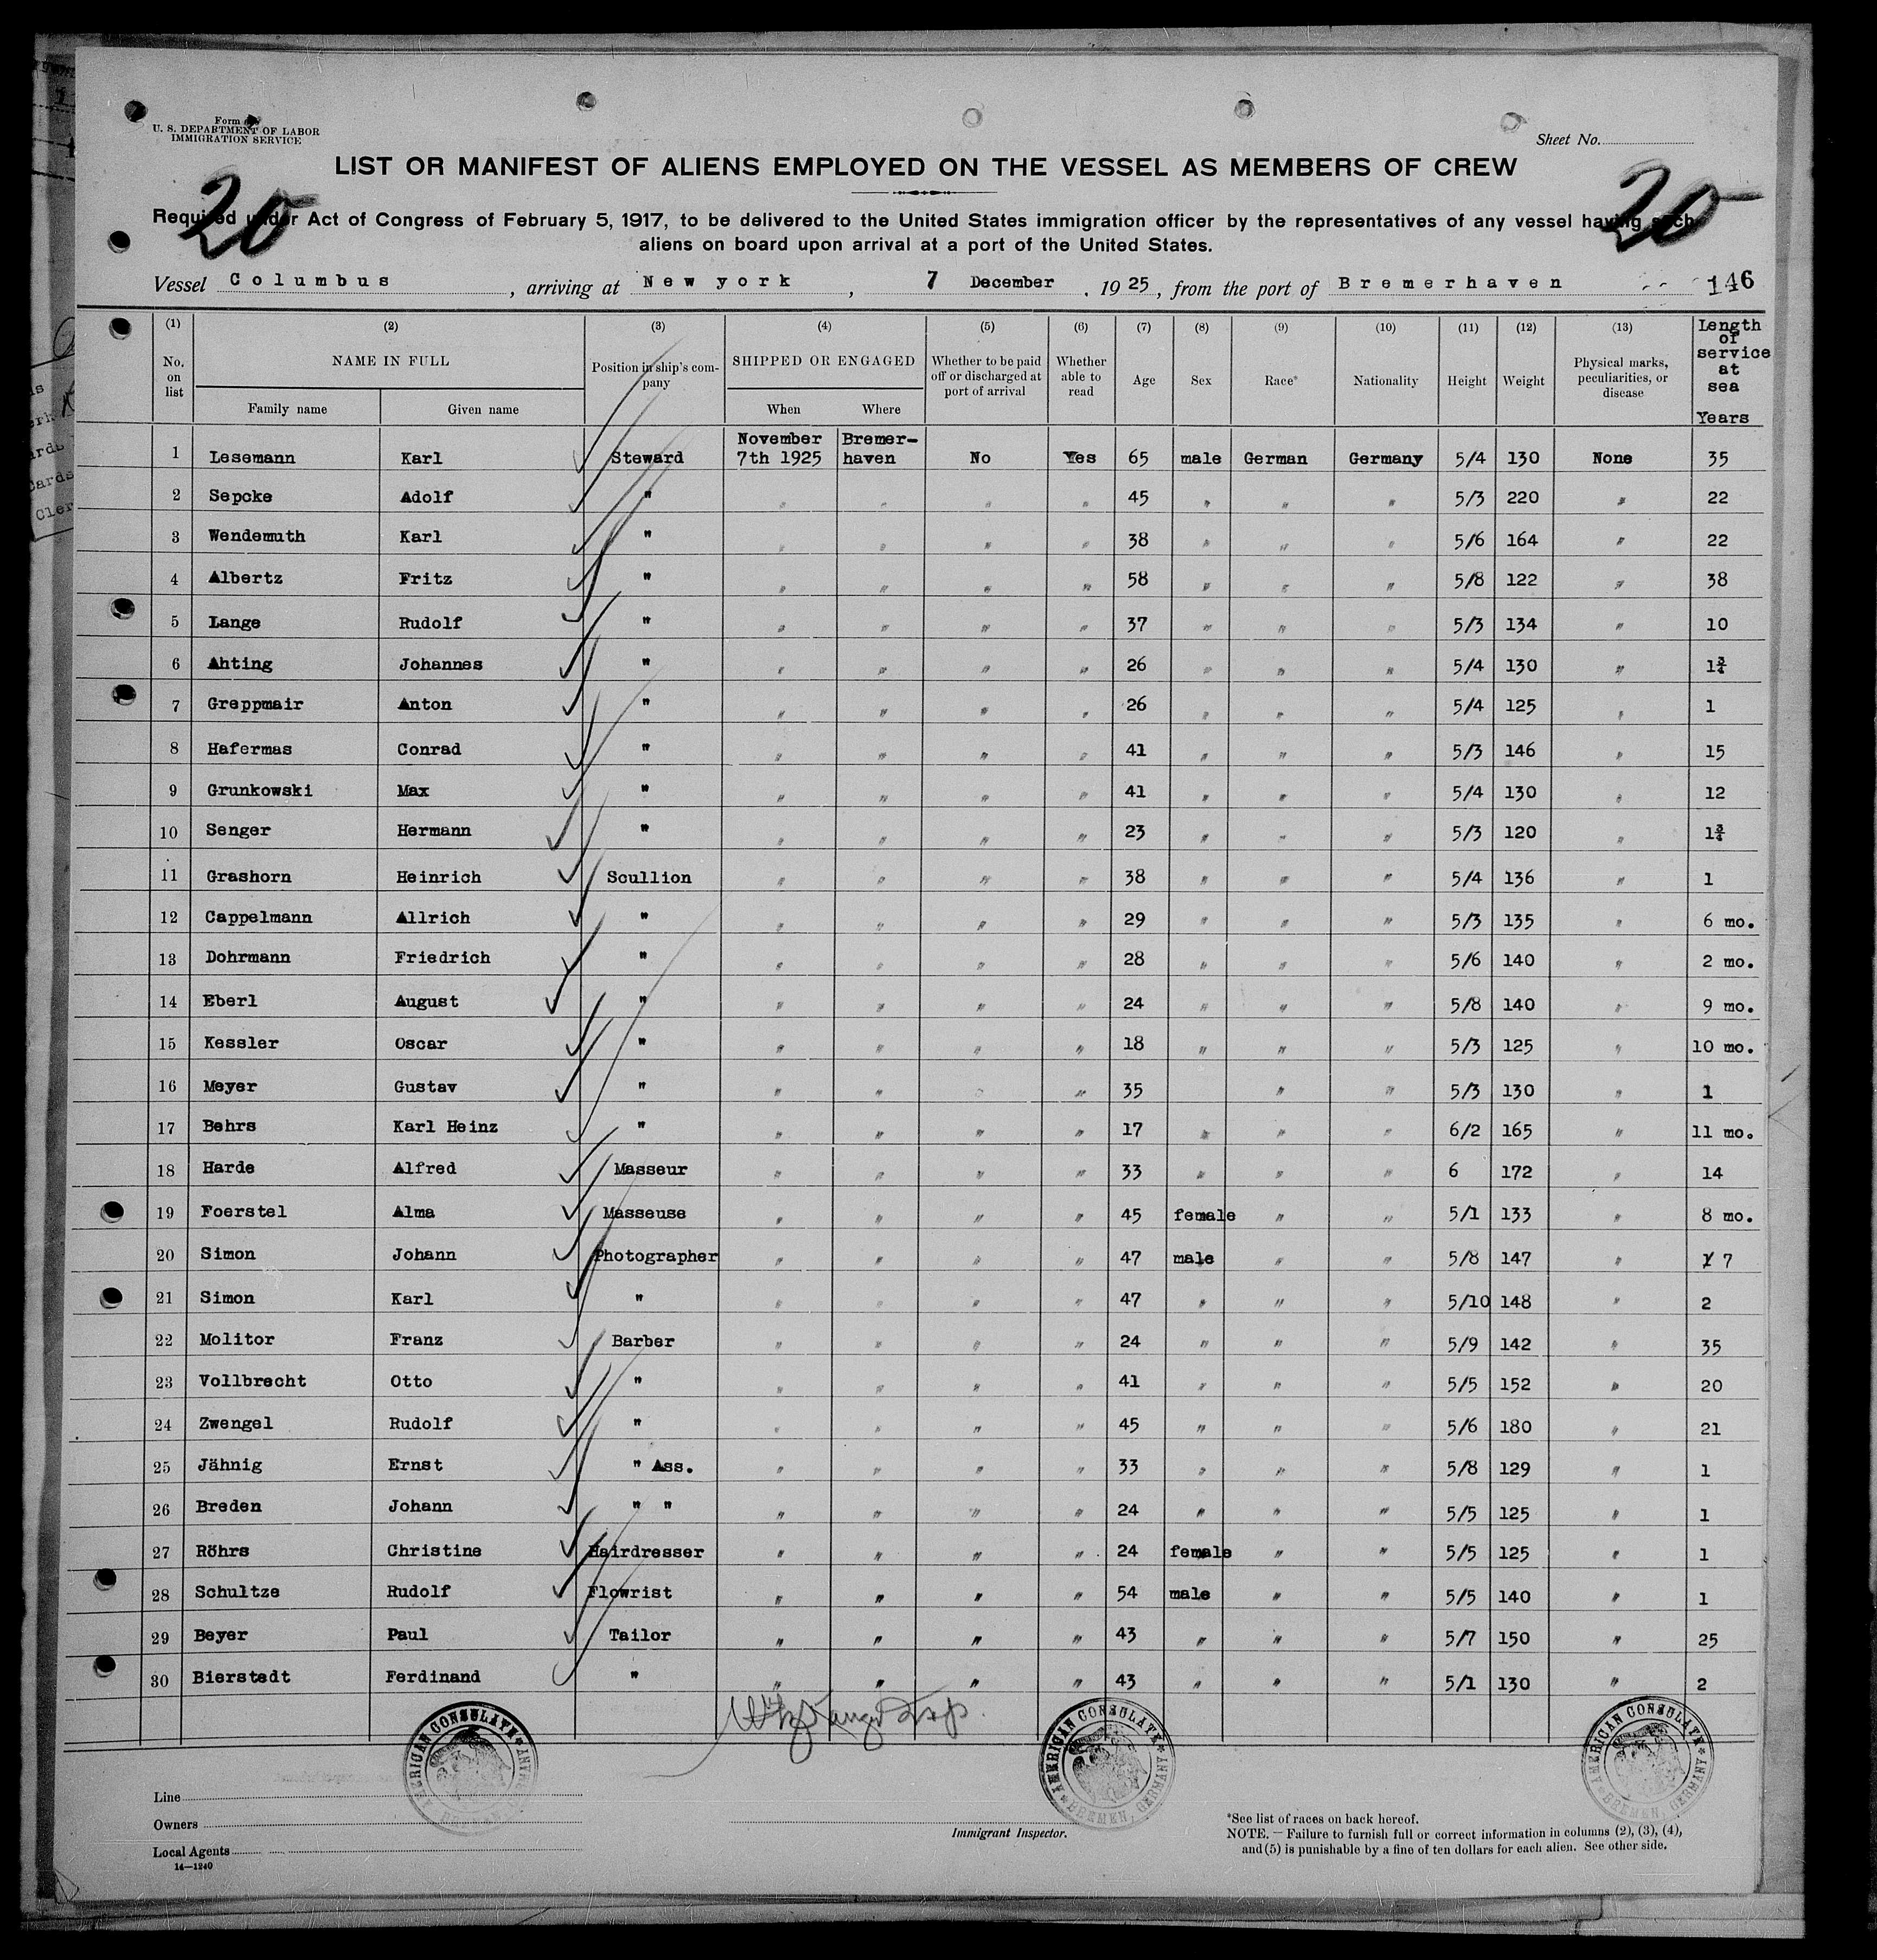 Form
U. S. DEPARTMENT OF LABOR
IMMIGRATION SERVICE
Sheet No.
LIST OR MANIFEST OF ALIENS EMPLOYED ON THE VESSEL AS MEMBERS OF CREW
20
20
Required under Act of Congress of February 5, 1917, to be delivered to the United States immigration officer by the representatives of any vessel having such
aliens on board upon arrival at a port of the United States.
Vessel Columbus, arriving at New york, 7 December, 1925, from the port of Bremerhaven 146
(1) (2) (3) (4) (5) (6) (7) (8) (9) (10) (11) (12) (13) Length of service at sea Years
No. on list NAME IN FULL Position in ship's company SHIPPED OR ENGAGED Whether to be paid off or discharged at port of arrival Whether able to read Age Sex Race* Nationality Height Weight Physical marks, peculiarities, or disease
Family name Given name When Where
1 Lesemann Karl Steward November 7th 1925 Bremer-haven No Yes 65 male German Germany 5/4 130 None 35
2 Sepcke Adolf " " " " " 45 " " " 5/3 220 " 22
3 Wendemuth Karl " " " " " 38 " " " 5/6 164 " 22
4 Albertz Fritz " " " " " 58 " " " 5/8 122 " 38
5 Lange Rudolf " " " " " 37 " " " 5/3 134 " 10
6 Ahting Johannes " " " " " 26 " " " 5/4 130 " 1¾
7 Greppmair Anton " " " " " 26 " " " 5/4 125 " 1
8 Hafermas Conrad " " " " " 41 " " " 5/3 146 " 15
9 Grunkowski Max " " " " " 41 " " " 5/4 130 " 12
10 Senger Hermann " " " " " 23 " " " 5/3 120 " 1¾
11 Grashorn Heinrich Scullion " " " " 38 " " " 5/4 136 " 1
12 Cappelmann Allrich " " " " " 29 " " " 5/3 135 " 6 mo.
13 Dohrmann Friedrich " " " " " 28 " " " 5/6 140 " 2 mo.
14 Eberl August " " " " " 24 " " " 5/8 140 " 9 mo.
15 Kessler Oscar " " " " " 18 " " " 5/3 125 " 10 mo.
16 Meyer Gustav " " " " " 35 " " 5/3 130 " 1
17 Behrs Karl Heinz " " " " " 17 " " " 6/2 165 " 11 mo.
18 Harde Alfred Masseur " " " " 33 " " " 6 172 " 14
19 Foerstel Alma Masseuse " " " " 45 female " " 5/1 133 " 8 mo.
20 Simon Johann Photographer " " " " 47 male " " 5/8 147 " 7
21 Simon Karl " " " " " 47 " " " 5/10 148 " 2
22 Molitor Franz Barber " " " " 24 " " " 5/9 142 " 35
23 Vollbrecht Otto " " " " " 41 " " " 5/5 152 " 20
24 Zwengel Rudolf " " " " " 45 " " " 5/6 180 " 21
25 Jähnig Ernst " Ass. " " " " 33 " " " 5/8 129 " 1
26 Breden Johann " " " " " " 24 " " " 5/5 125 " 1
27 Röhrs Christine Hairdresser " " " " 24 female " " 5/5 125 " 1
28 Schultze Rudolf Flowrist " " " " 54 male " " 5/5 140 " 1
29 Beyer Paul Tailor " " " " 43 " " " 5/7 150 " 25
30 Bierstedt Ferdinand " " " " " 43 " " " 5/1 130 " 2
AMERICAN CONSULATE BREMEN, GERMANY
AMERICAN CONSULATE BREMEN, GERMANY
AMERICAN CONSULATE BREMEN, GERMANY
Line
Owners
Local Agents
14—1240
Immigrant Inspector.
*See list of races on back hereof.
NOTE.—Failure to furnish full or correct information in columns (2), (3), (4),
and (5) is punishable by a fine of ten dollars for each alien. See other side.